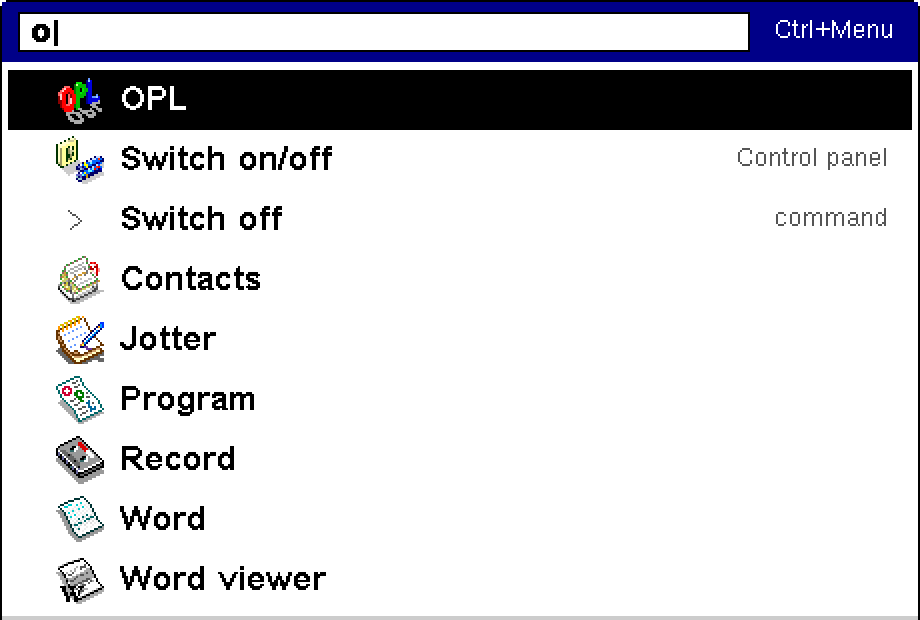 o
Ctrl+Menu
OPL
Switch on/off
Control panel
Switch off
command
Contacts
Jotter
Program
Record
Word
Word viewer